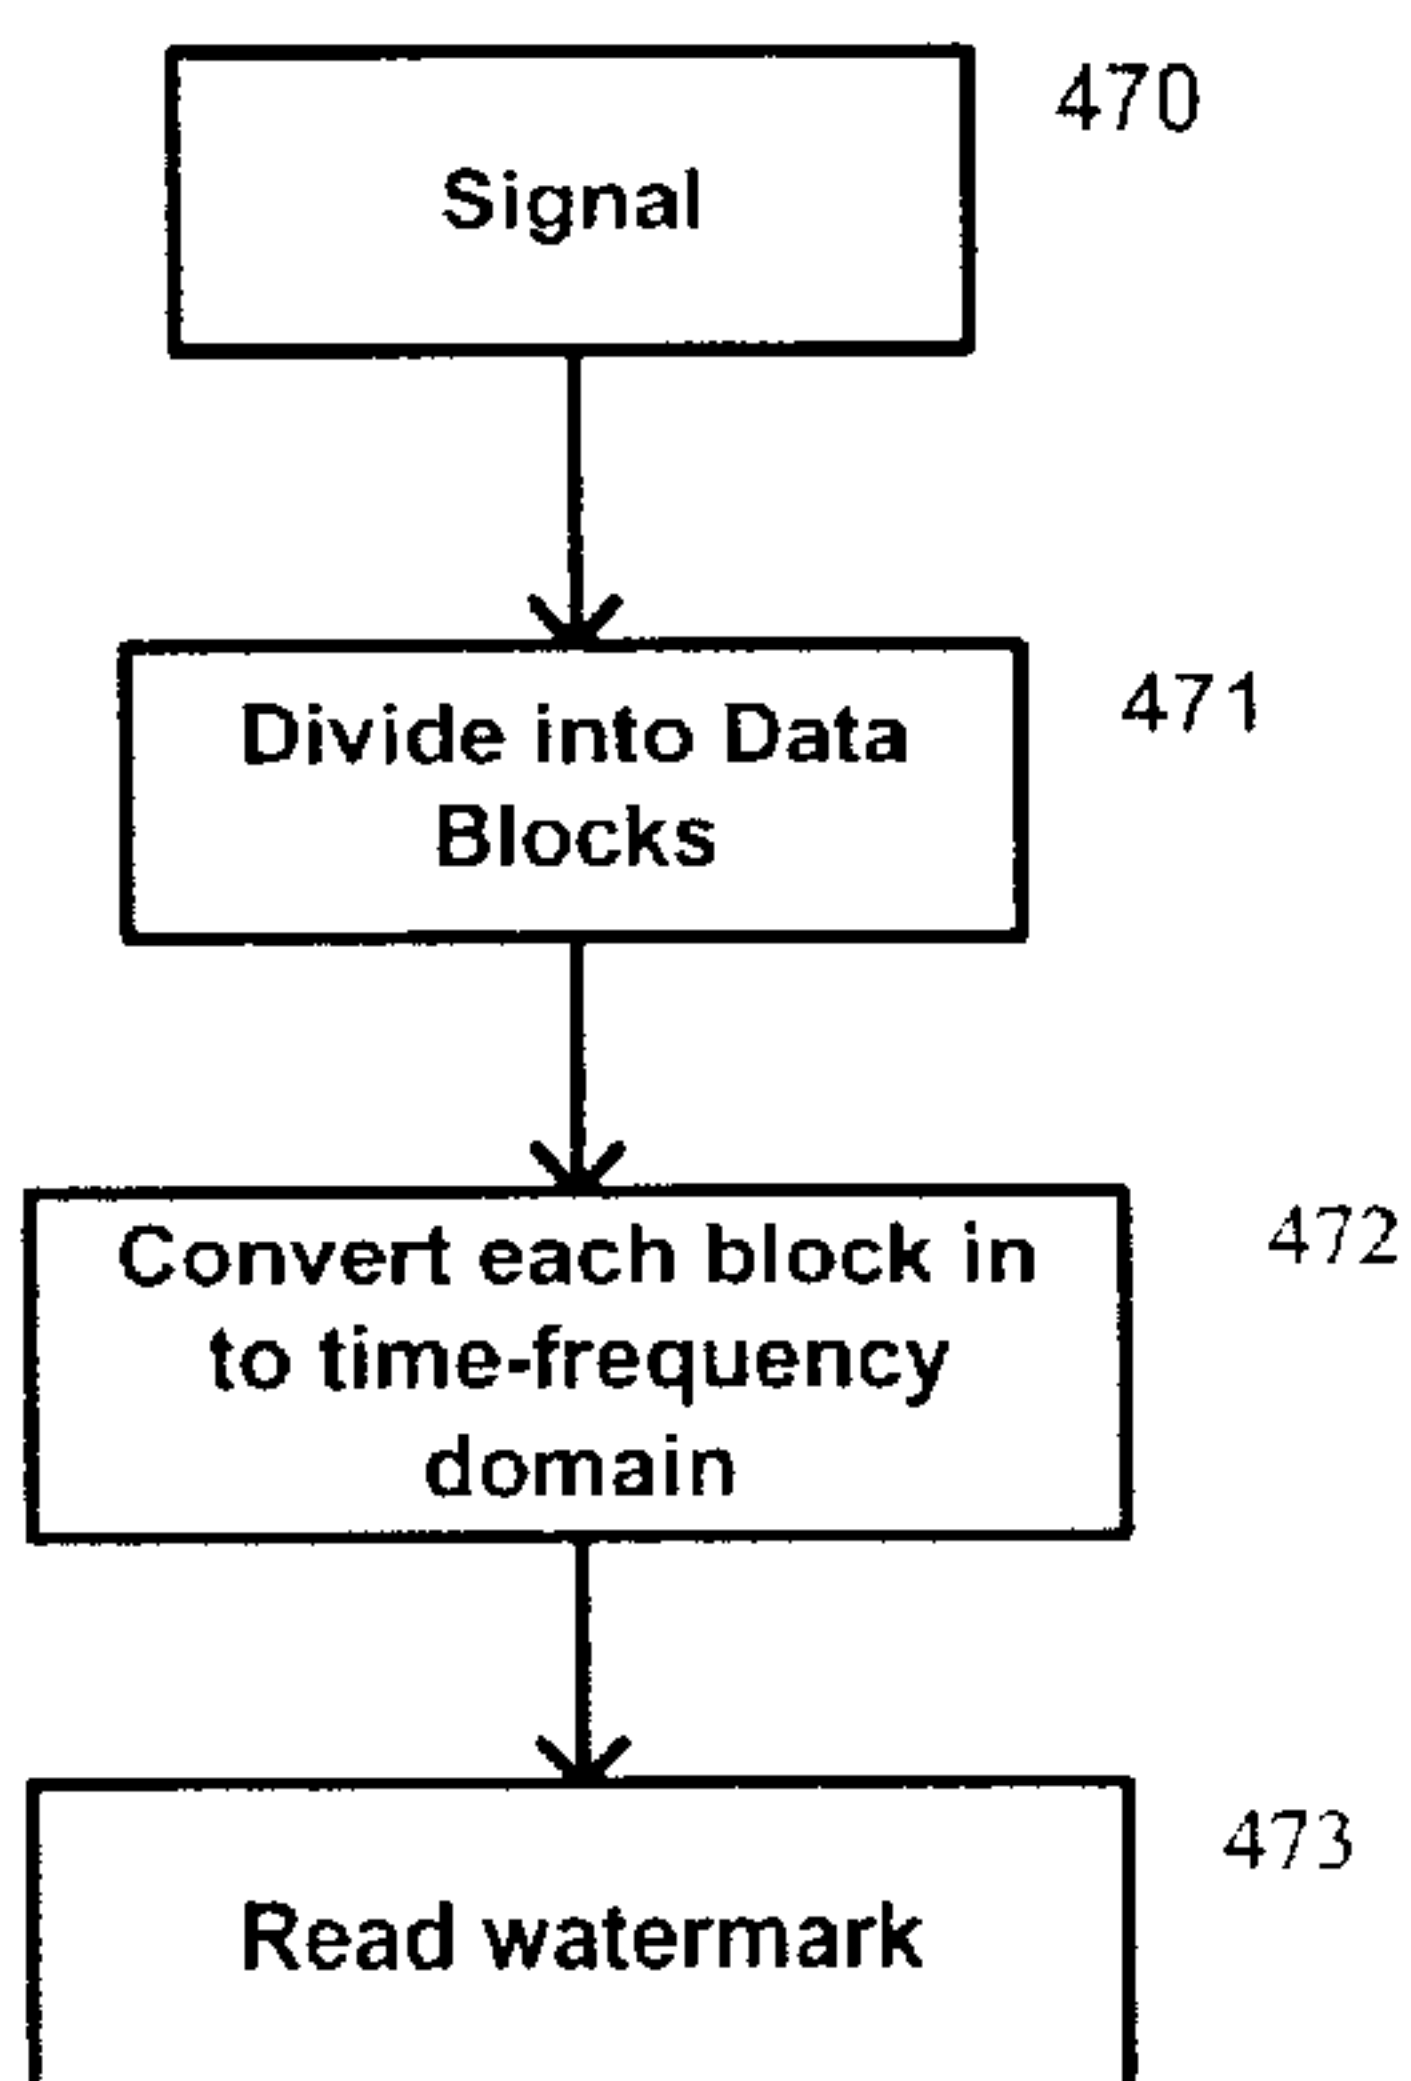 470
Signal
471
Divide into Data
Blocks
472
Convert each block in
to time-frequency
domain
473
Read watermark